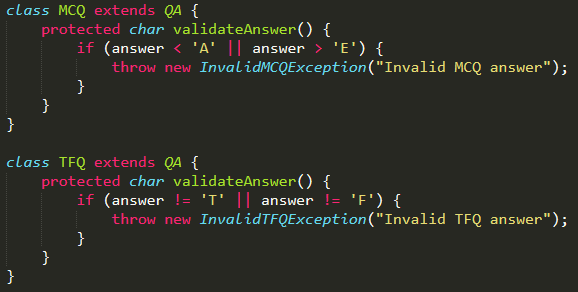 class MCQ extends QA {
    protected char validateAnswer() {
        if (answer < 'A' || answer > 'E') {
            throw new InvalidMCQException("Invalid MCQ answer");
        }
    }
}

class TFQ extends QA {
    protected char validateAnswer() {
        if (answer != 'T' || answer != 'F') {
            throw new InvalidTFQException("Invalid TFQ answer");
        }
    }
}